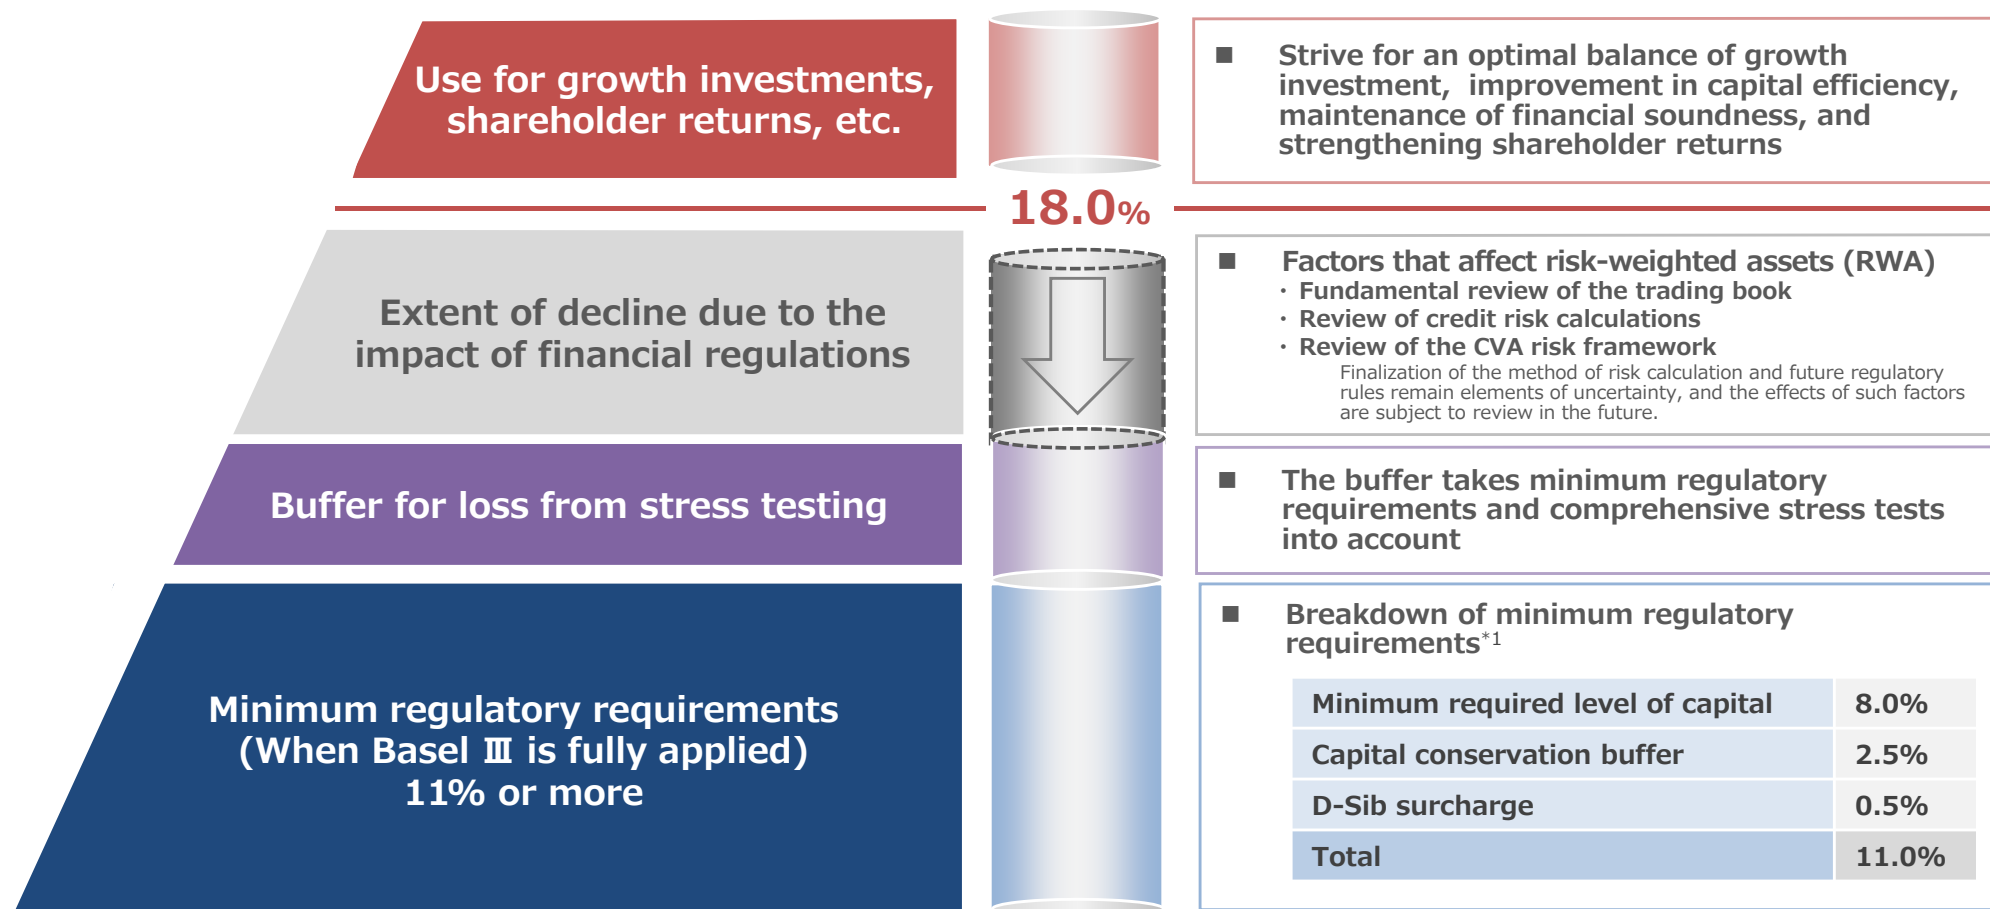 Use for growth investments,
shareholder returns, etc.
■ Strive for an optimal balance of growth
investment, improvement in capital efficiency,
maintenance of financial soundness, and
strengthening shareholder returns
18.0%
Extent of decline due to the
impact of financial regulations
■ Factors that affect risk-weighted assets (RWA)
・Fundamental review of the trading book
・Review of credit risk calculations
・Review of the CVA risk framework
Finalization of the method of risk calculation and future regulatory
rules remain elements of uncertainty, and the effects of such factors
are subject to review in the future.
Buffer for loss from stress testing
■ The buffer takes minimum regulatory
requirements and comprehensive stress tests
into account
Minimum regulatory requirements
(When Basel Ⅲ is fully applied)
11% or more
■ Breakdown of minimum regulatory
requirements*1
Minimum required level of capital 8.0%
Capital conservation buffer 2.5%
D-Sib surcharge 0.5%
Total 11.0%